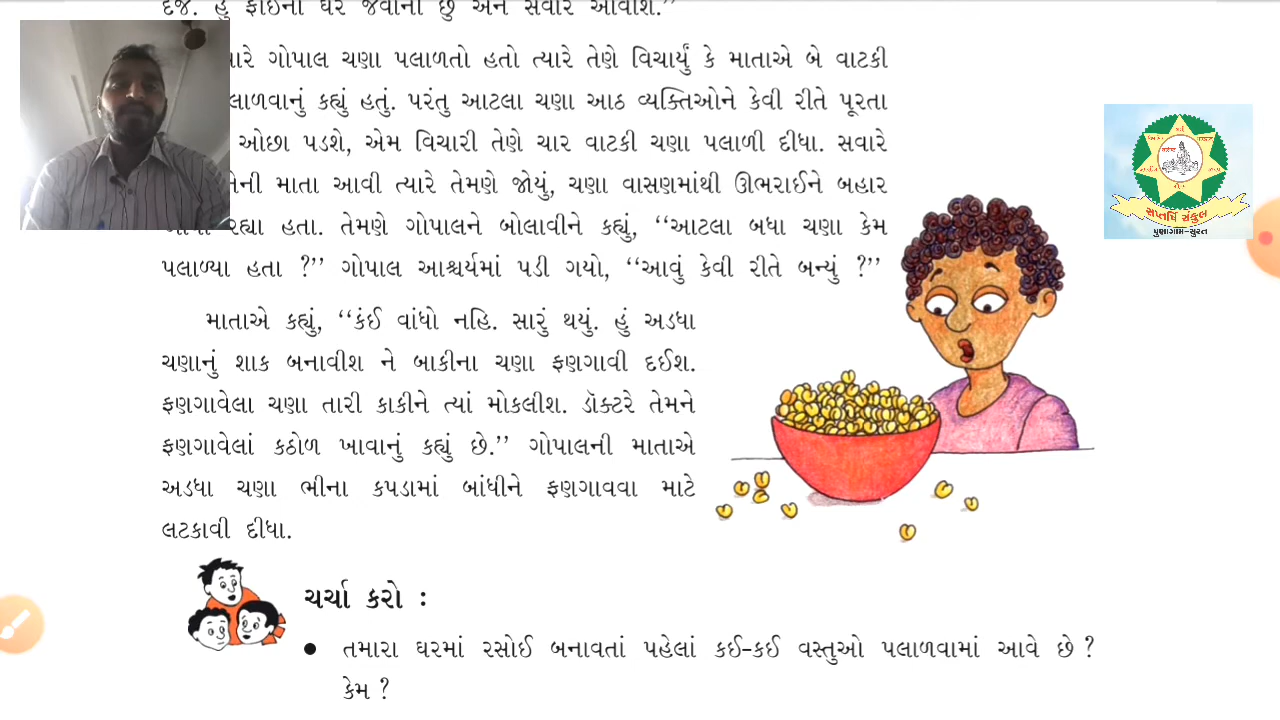 દેજે. હું ફોઈના ઘરે જવાની છું અને સવારે આવીશ.’’
ગોપાલ ચણા પલાળતો હતો ત્યારે તેણે વિચાર્યું કે માતાએ બે વાટકી
કહ્યું હતું. પરંતુ આટલા ચણા આઠ વ્યક્તિઓને કેવી રીતે પૂરતા
ઓછા પડશે, એમ વિચારી તેણે ચાર વાટકી ચણા પલાળી દીધા. સવારે
માતા આવી ત્યારે તેમણે જોયું, ચણા વાસણમાંથી ઊભરાઈને બહાર
રહ્યા હતા. તેમણે ગોપાલને બોલાવીને કહ્યું, ‘‘આટલા બધા ચણા કેમ
પલાળ્યા હતા ?’’ ગોપાલ આશ્ચર્યમાં પડી ગયો, ‘‘આવું કેવી રીતે બન્યું ?’’
માતાએ કહ્યું, ‘‘કંઈ વાંધો નહિ. સારું થયું. હું અડધા
ચણાનું શાક બનાવીશ ને બાકીના ચણા ફણગાવી દઈશ.
ફણગાવેલા ચણા તારી કાકીને ત્યાં મોકલીશ. ડૉક્ટરે તેમને
ફણગાવેલાં કઠોળ ખાવાનું કહ્યું છે.’’ ગોપાલની માતાએ
અડધા ચણા ભીના કપડામાં બાંધીને ફણગાવવા માટે
લટકાવી દીધા.
સપ્તર્ષિ સંકુલ
પુણાગામ-સુરત
ચર્ચા કરો :
● તમારા ઘરમાં રસોઈ બનાવતાં પહેલાં કઈ-કઈ વસ્તુઓ પલાળવામાં આવે છે ?
કેમ ?